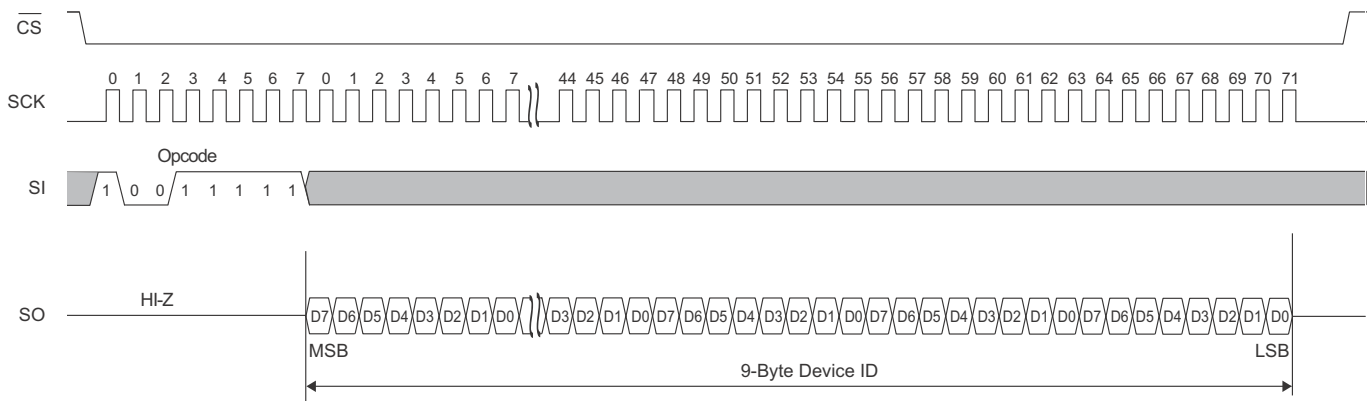 CS
0 1 2 3 4 5 6 7 0 1 2 3 4 5 6 7 44 45 46 47 48 49 50 51 52 53 54 55 56 57 58 59 60 61 62 63 64 65 66 67 68 69 70 71
SCK
Opcode
SI 1 0 0 1 1 1 1 1
HI-Z
SO D7 D6 D5 D4 D3 D2 D1 D0 D3 D2 D1 D0 D7 D6 D5 D4 D3 D2 D1 D0 D7 D6 D5 D4 D3 D2 D1 D0 D7 D6 D5 D4 D3 D2 D1 D0
MSB LSB
9-Byte Device ID